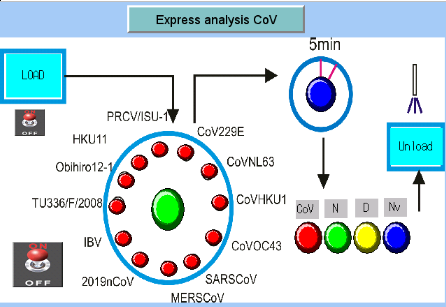 Express analysis CoV
LOAD
5min
PRCV/ISU-1
CoV229E
HKU11
OFF
CoVNL63
Obihiro12-1
Unload
TU336/F/2008
CoVHKU1
CoV N D Nv
IBV
CoVOC43
ON
OFF
2019nCoV
SARSCoV
MERSCoV